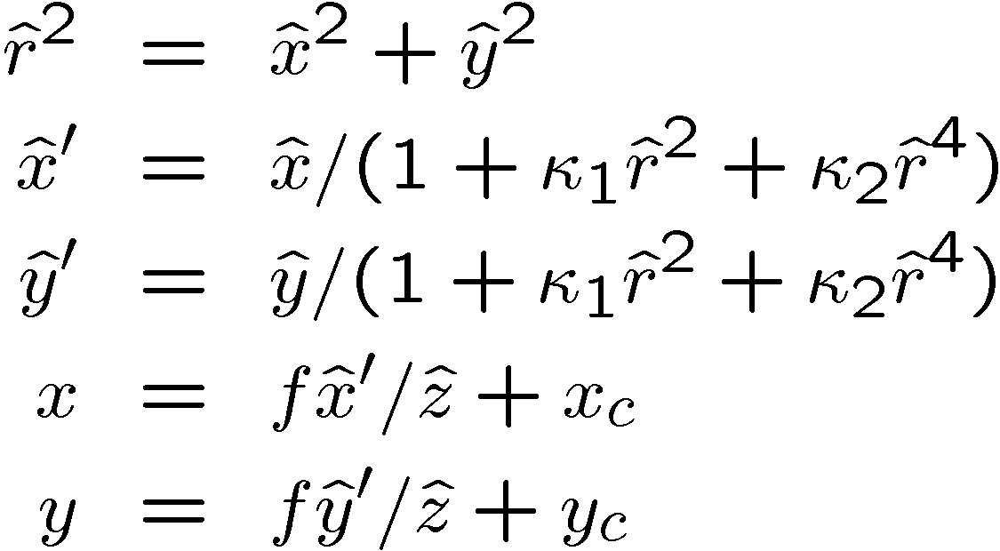 r̂² = x̂² + ŷ²
x̂′ = x̂/(1 + κ₁r̂² + κ₂r̂⁴)
ŷ′ = ŷ/(1 + κ₁r̂² + κ₂r̂⁴)
x = fx̂′/ẑ + x_c
y = fŷ′/ẑ + y_c